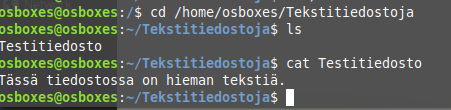 osboxes@osboxes:/$ cd /home/osboxes/Tekstitiedostoja
osboxes@osboxes:~/Tekstitiedostoja$ ls
Testitiedosto
osboxes@osboxes:~/Tekstitiedostoja$ cat Testitiedosto
Tässä tiedostossa on hieman tekstiä.
osboxes@osboxes:~/Tekstitiedostoja$